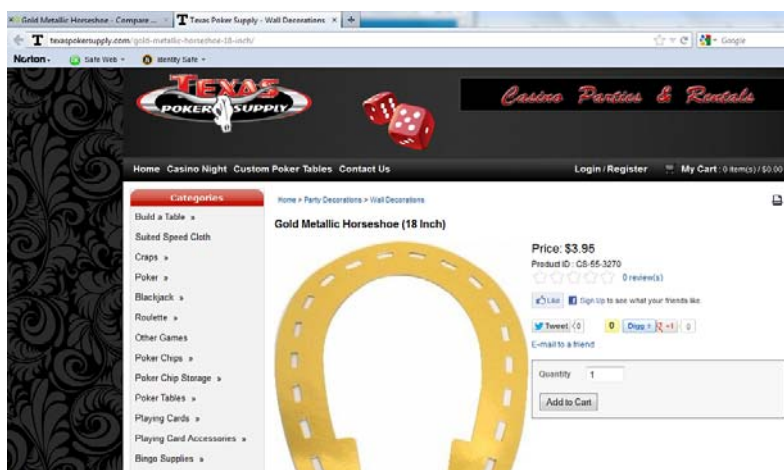 Gold Metallic Horseshoe - Compare ...
Texas Poker Supply - Wall Decorations
texaspokersupply.com/gold-metallic-horseshoe-18-inch/
Google
Norton
Safe Web
Identity Safe
TEXAS
POKER SUPPLY
Casino Parties & Rentals
Home Casino Night Custom Poker Tables Contact Us
Login / Register
My Cart : 0 item(s) / $0.00
Categories
Home > Party Decorations > Wall Decorations
Build a Table »
Gold Metallic Horseshoe (18 Inch)
Suited Speed Cloth
Craps »
Poker »
Blackjack »
Roulette »
Other Games
Poker Chips »
Poker Chip Storage »
Poker Tables »
Playing Cards »
Playing Card Accessories »
Bingo Supplies »
Price: $3.95
Product ID : GS-55-3270
0 review(s)
Like
Sign Up to see what your friends like.
Tweet 0
0 Digg
+1 0
E-mail to a friend
Quantity 1
Add to Cart